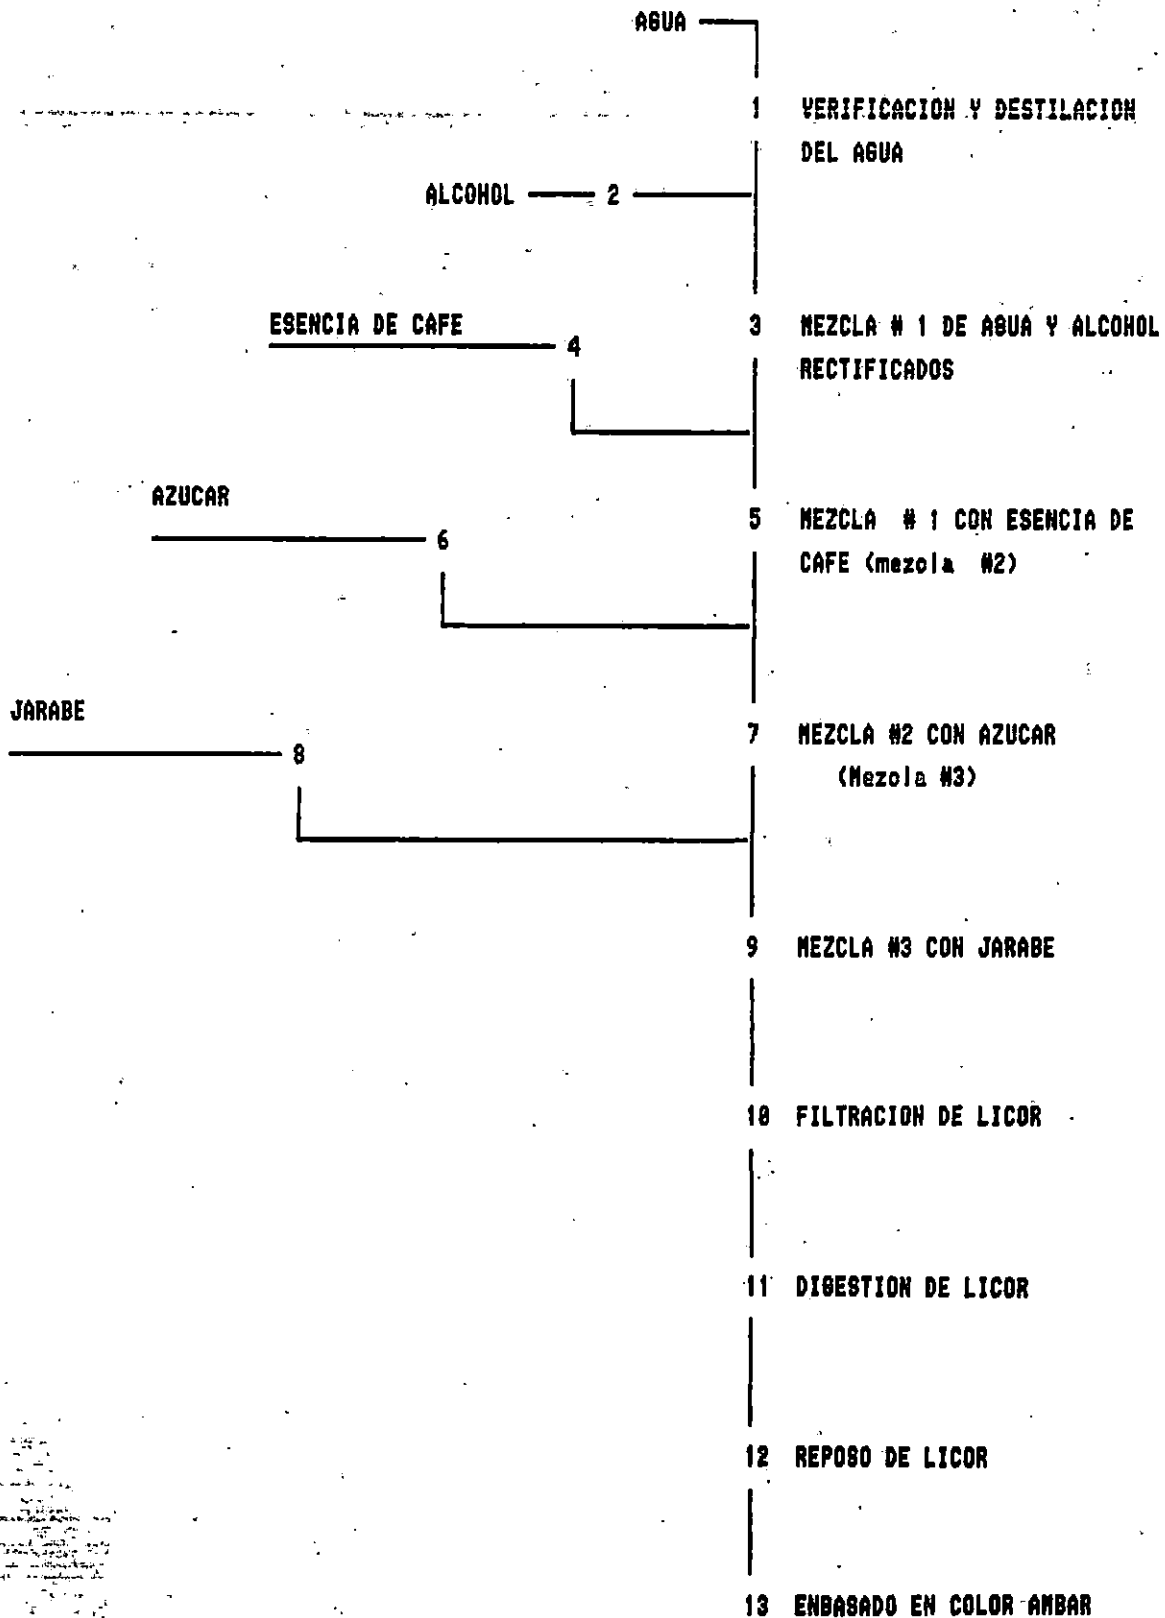 AGUA
1 VERIFICACION Y DESTILACION
DEL AGUA
ALCOHOL 2
ESENCIA DE CAFE
4
3 MEZCLA # 1 DE AGUA Y ALCOHOL
RECTIFICADOS
AZUCAR
6
5 MEZCLA # 1 CON ESENCIA DE
CAFE (mezcla #2)
JARABE
8
7 MEZCLA #2 CON AZUCAR
(Mezcla #3)
9 MEZCLA #3 CON JARABE
10 FILTRACION DE LICOR
11 DIGESTION DE LICOR
12 REPOSO DE LICOR
13 ENBASADO EN COLOR AMBAR